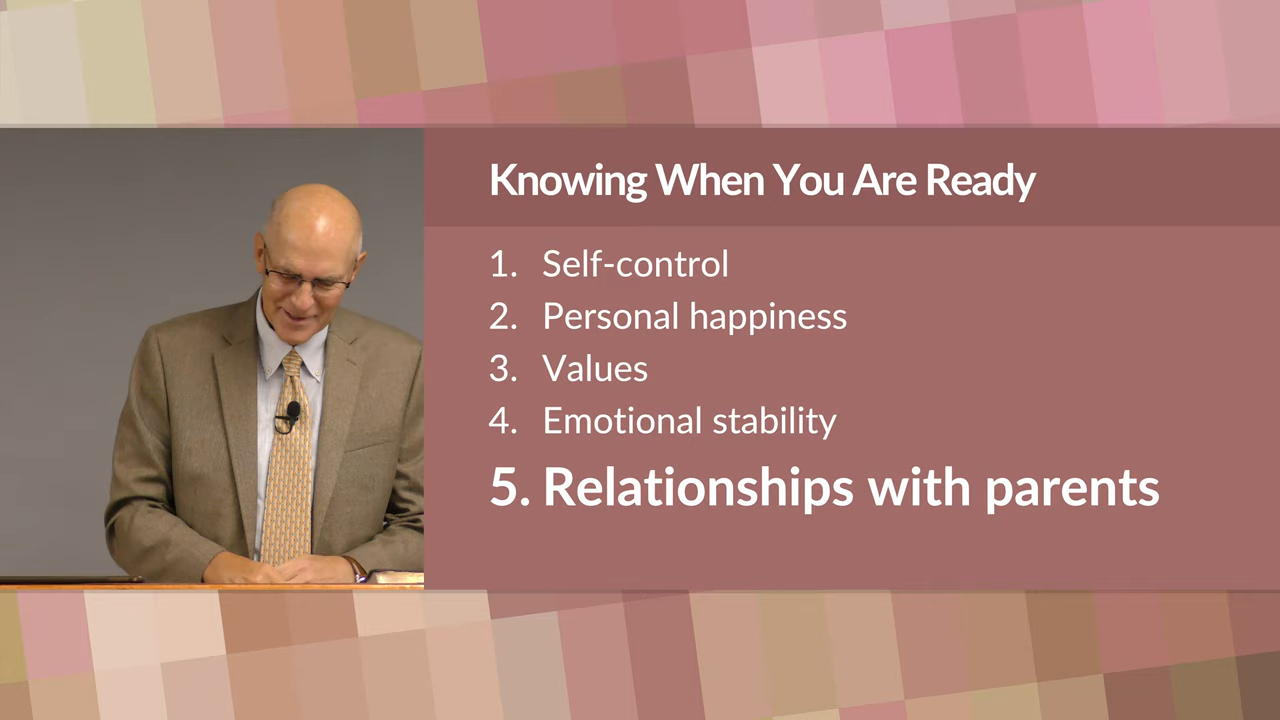 Knowing When You Are Ready
1. Self-control
2. Personal happiness
3. Values
4. Emotional stability
5. Relationships with parents